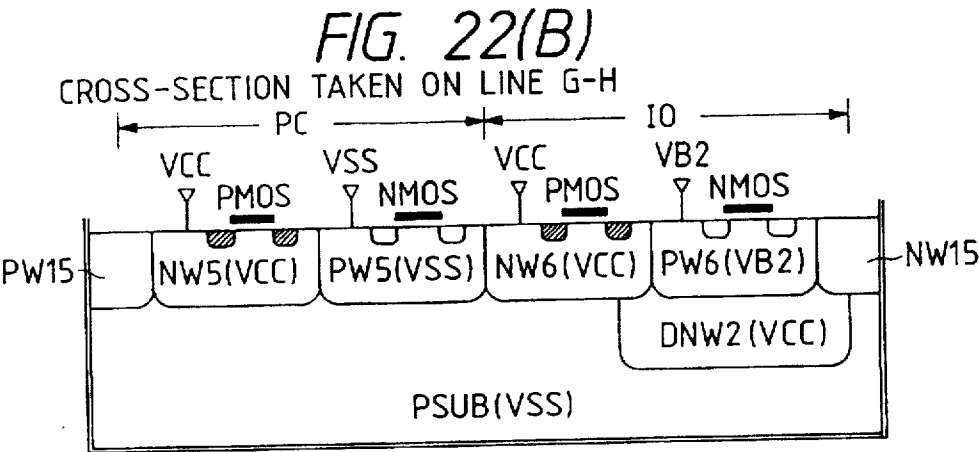 FIG. 22(B)
CROSS-SECTION TAKEN ON LINE G-H
PC IO
VCC VSS VCC VB2
PMOS NMOS PMOS NMOS
PW15 NW5(VCC) PW5(VSS) NW6(VCC) PW6(VB2) NW15
DNW2(VCC)
PSUB(VSS)